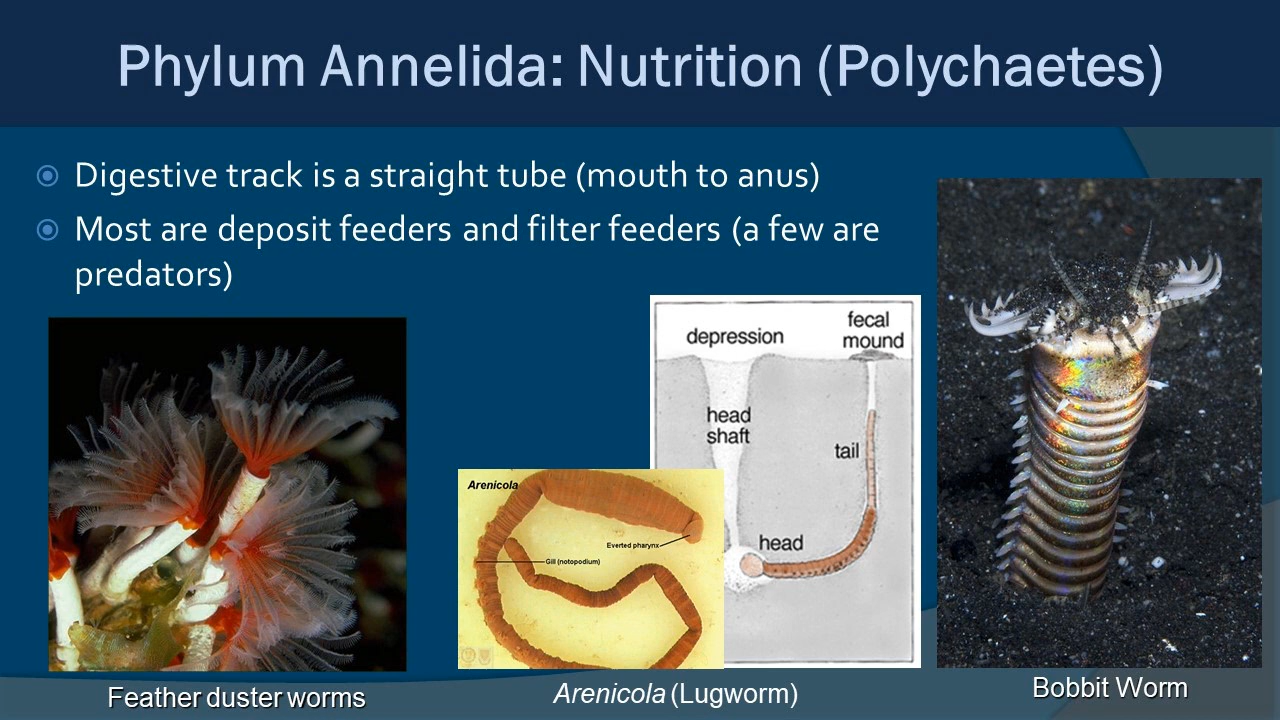 Phylum Annelida: Nutrition (Polychaetes)
Digestive track is a straight tube (mouth to anus)
Most are deposit feeders and filter feeders (a few are
predators)
depression
fecal
mound
head
shaft
tail
head
Arenicola
Everted pharynx
Gill (notopodium)
Feather duster worms
Arenicola (Lugworm)
Bobbit Worm